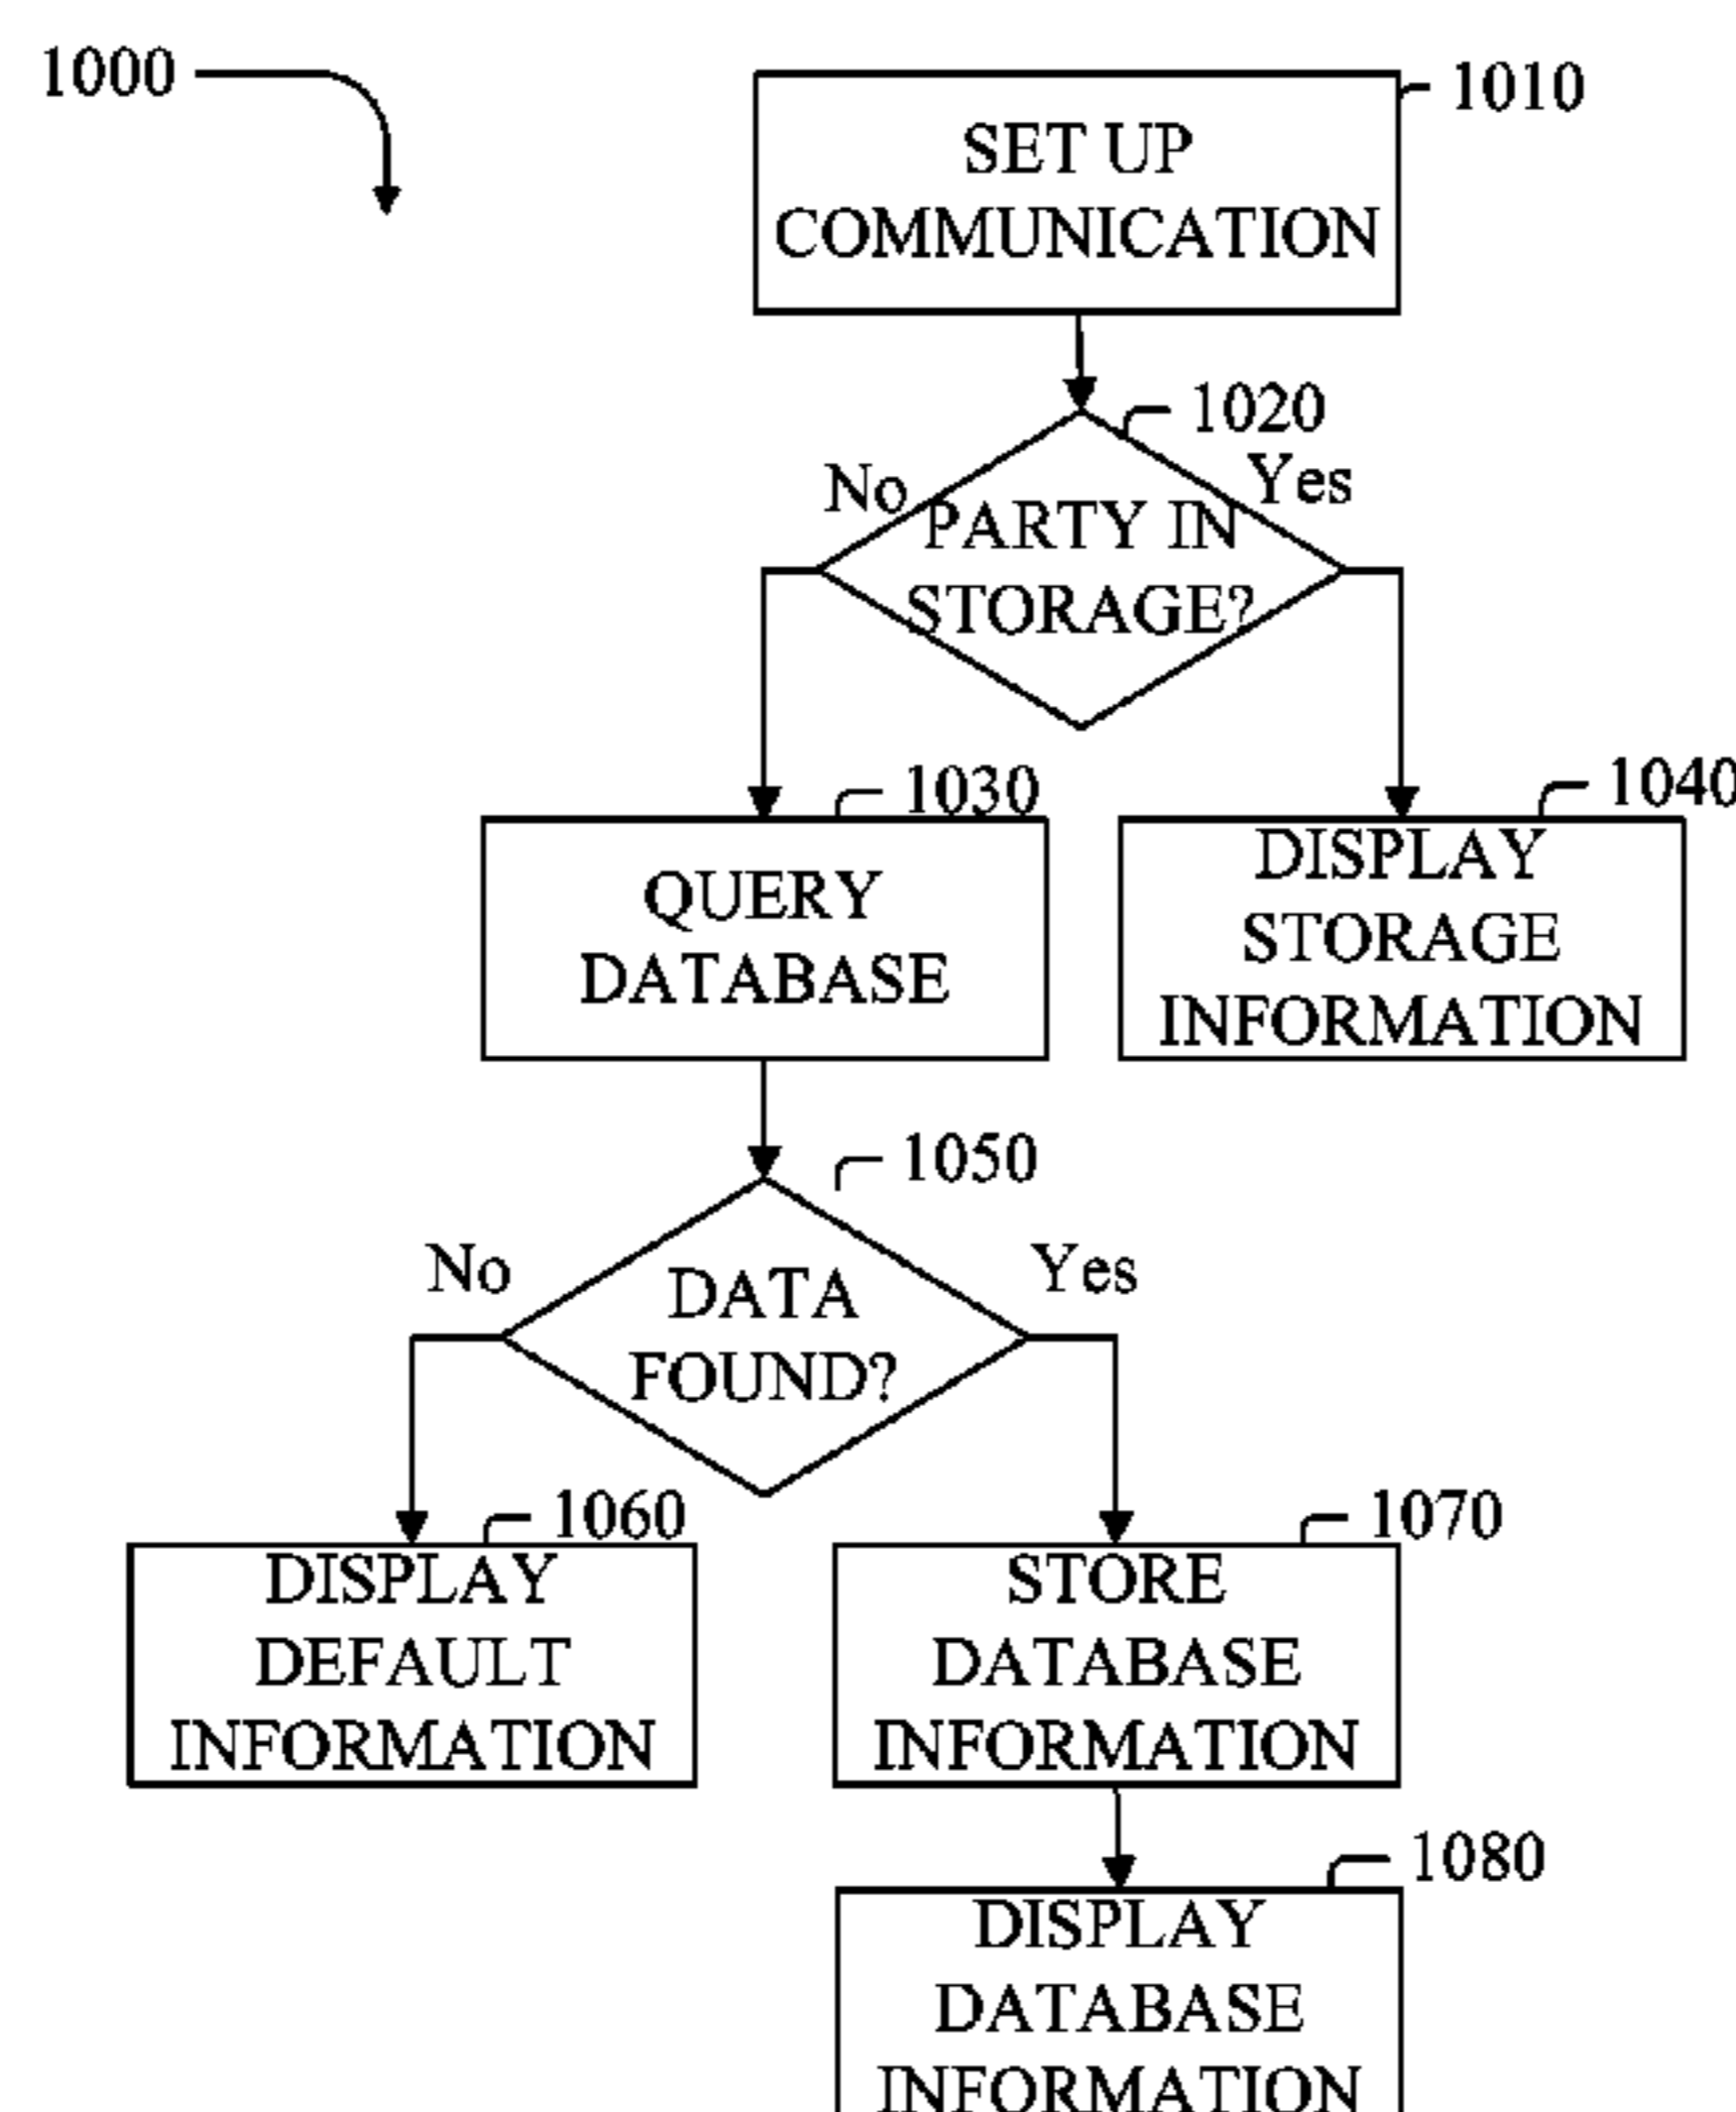 1000
1010
SET UP
COMMUNICATION
1020
No
Yes
PARTY IN
STORAGE?
1030
1040
QUERY
DATABASE
DISPLAY
STORAGE
INFORMATION
1050
No
Yes
DATA
FOUND?
1060
1070
DISPLAY
DEFAULT
INFORMATION
STORE
DATABASE
INFORMATION
1080
DISPLAY
DATABASE
INFORMATION